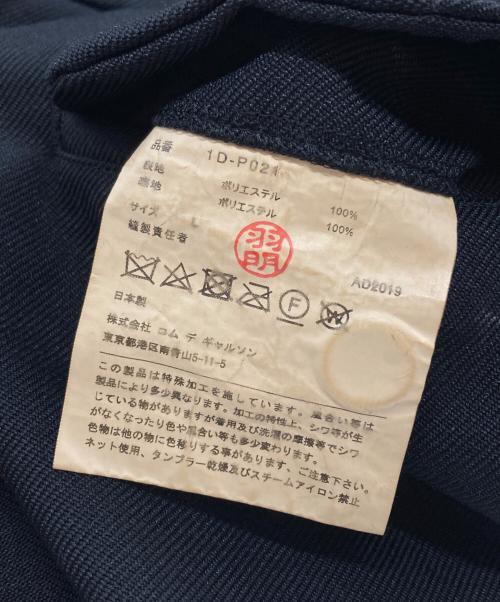 品番 1D-P021
表地 ポリエステル 100%
裏地 ポリエステル 100%
サイズ L
縫製責任者
羽明
AD2019
F
W
日本製
株式会社 コム デ ギャルソン
東京都港区南青山5-11-5
この製品は特殊加工を施しています。風合い等は
製品により多少異なります。加工の特性上、シワ等が生
じている物がありますが着用及び洗濯の摩擦等でシワ
がなくなったり色や風合い等も多少変わります。
色物は他の物に色移りする事があります、ご注意下さい。
ネット使用、タンブラー乾燥及びスチームアイロン禁止